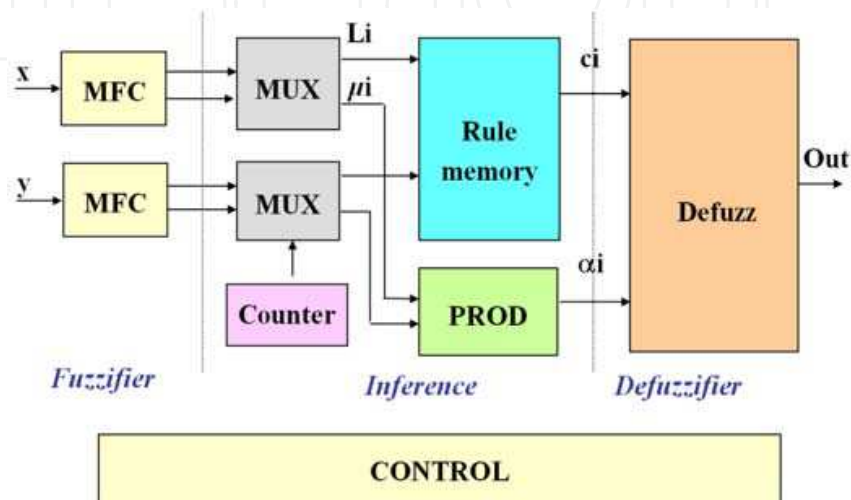 x
MFC
MUX
Li
μi
Rule
memory
ci
Defuzz
Out
y
MFC
MUX
Counter
PROD
αi
Fuzzifier
Inference
Defuzzifier
CONTROL